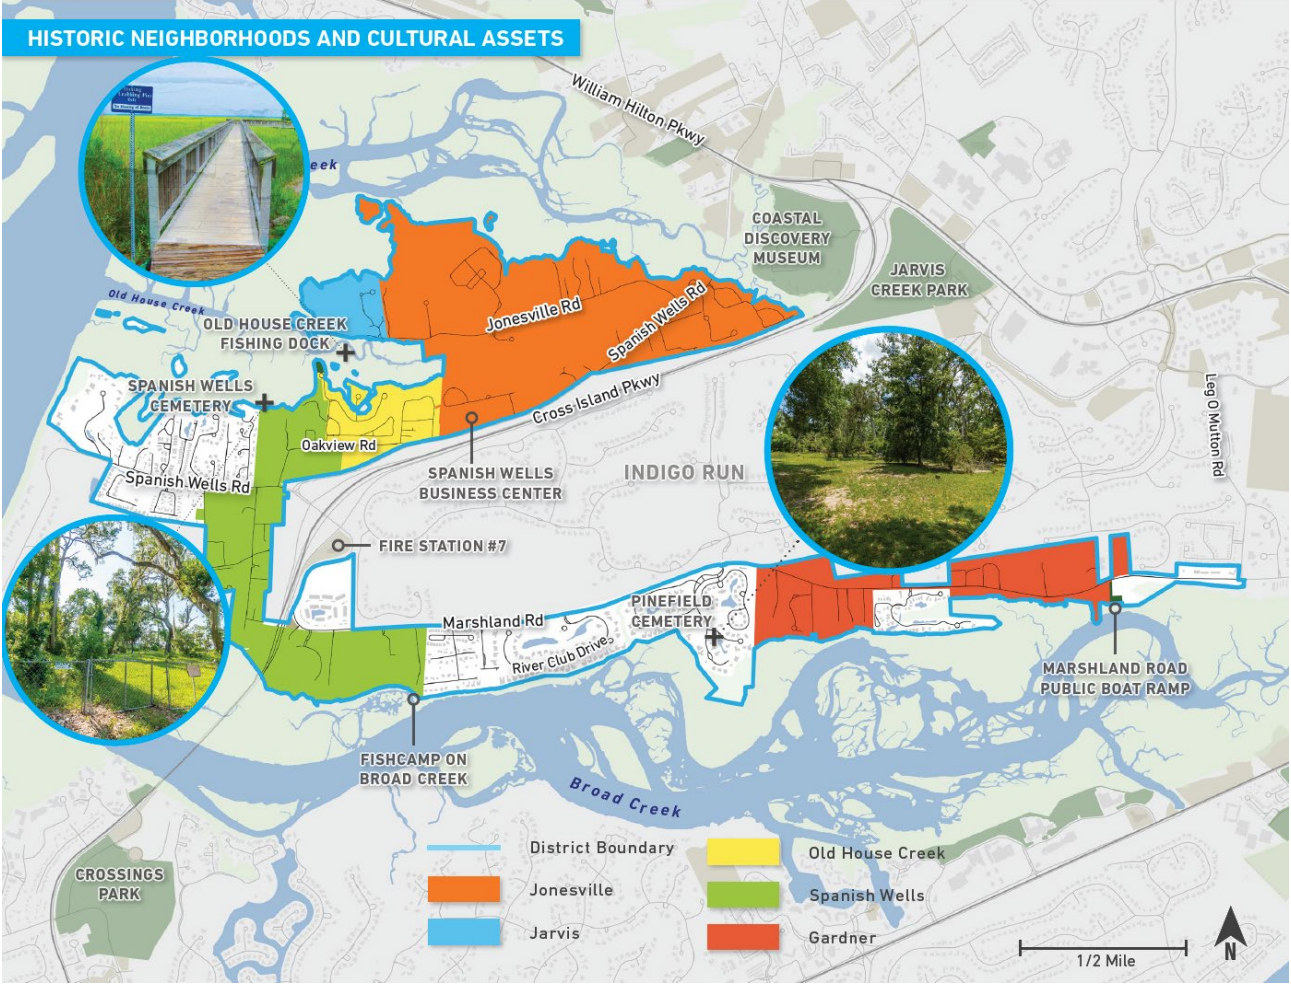 HISTORIC NEIGHBORHOODS AND CULTURAL ASSETS
William Hilton Pkwy
eek
COASTAL
DISCOVERY
MUSEUM
JARVIS
CREEK PARK
Old House Creek
OLD HOUSE CREEK
FISHING DOCK
Jonesville Rd
Spanish Wells Rd
SPANISH WELLS
CEMETERY
Cross Island Pkwy
Leg O Mutton Rd
Oakview Rd
Spanish Wells Rd
SPANISH WELLS
BUSINESS CENTER
INDIGO RUN
FIRE STATION #7
PINEFIELD
CEMETERY
Marshland Rd
River Club Drive
MARSHLAND ROAD
PUBLIC BOAT RAMP
FISHCAMP ON
BROAD CREEK
Broad Creek
CROSSINGS
PARK
District Boundary
Jonesville
Jarvis
Old House Creek
Spanish Wells
Gardner
1/2 Mile
N